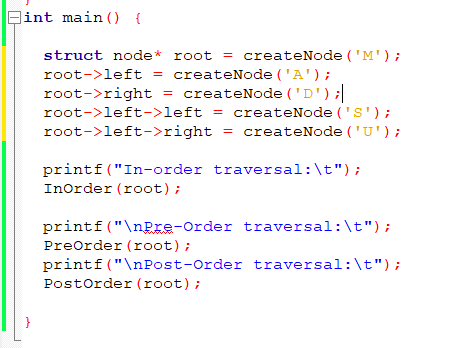 int main() {
struct node* root = createNode('M');
root->left = createNode('A');
root->right = createNode('D');
root->left->left = createNode('S');
root->left->right = createNode('U');
printf("In-order traversal:\t");
InOrder(root);
printf("\nPre-Order traversal:\t");
PreOrder(root);
printf("\nPost-Order traversal:\t");
PostOrder(root);
}